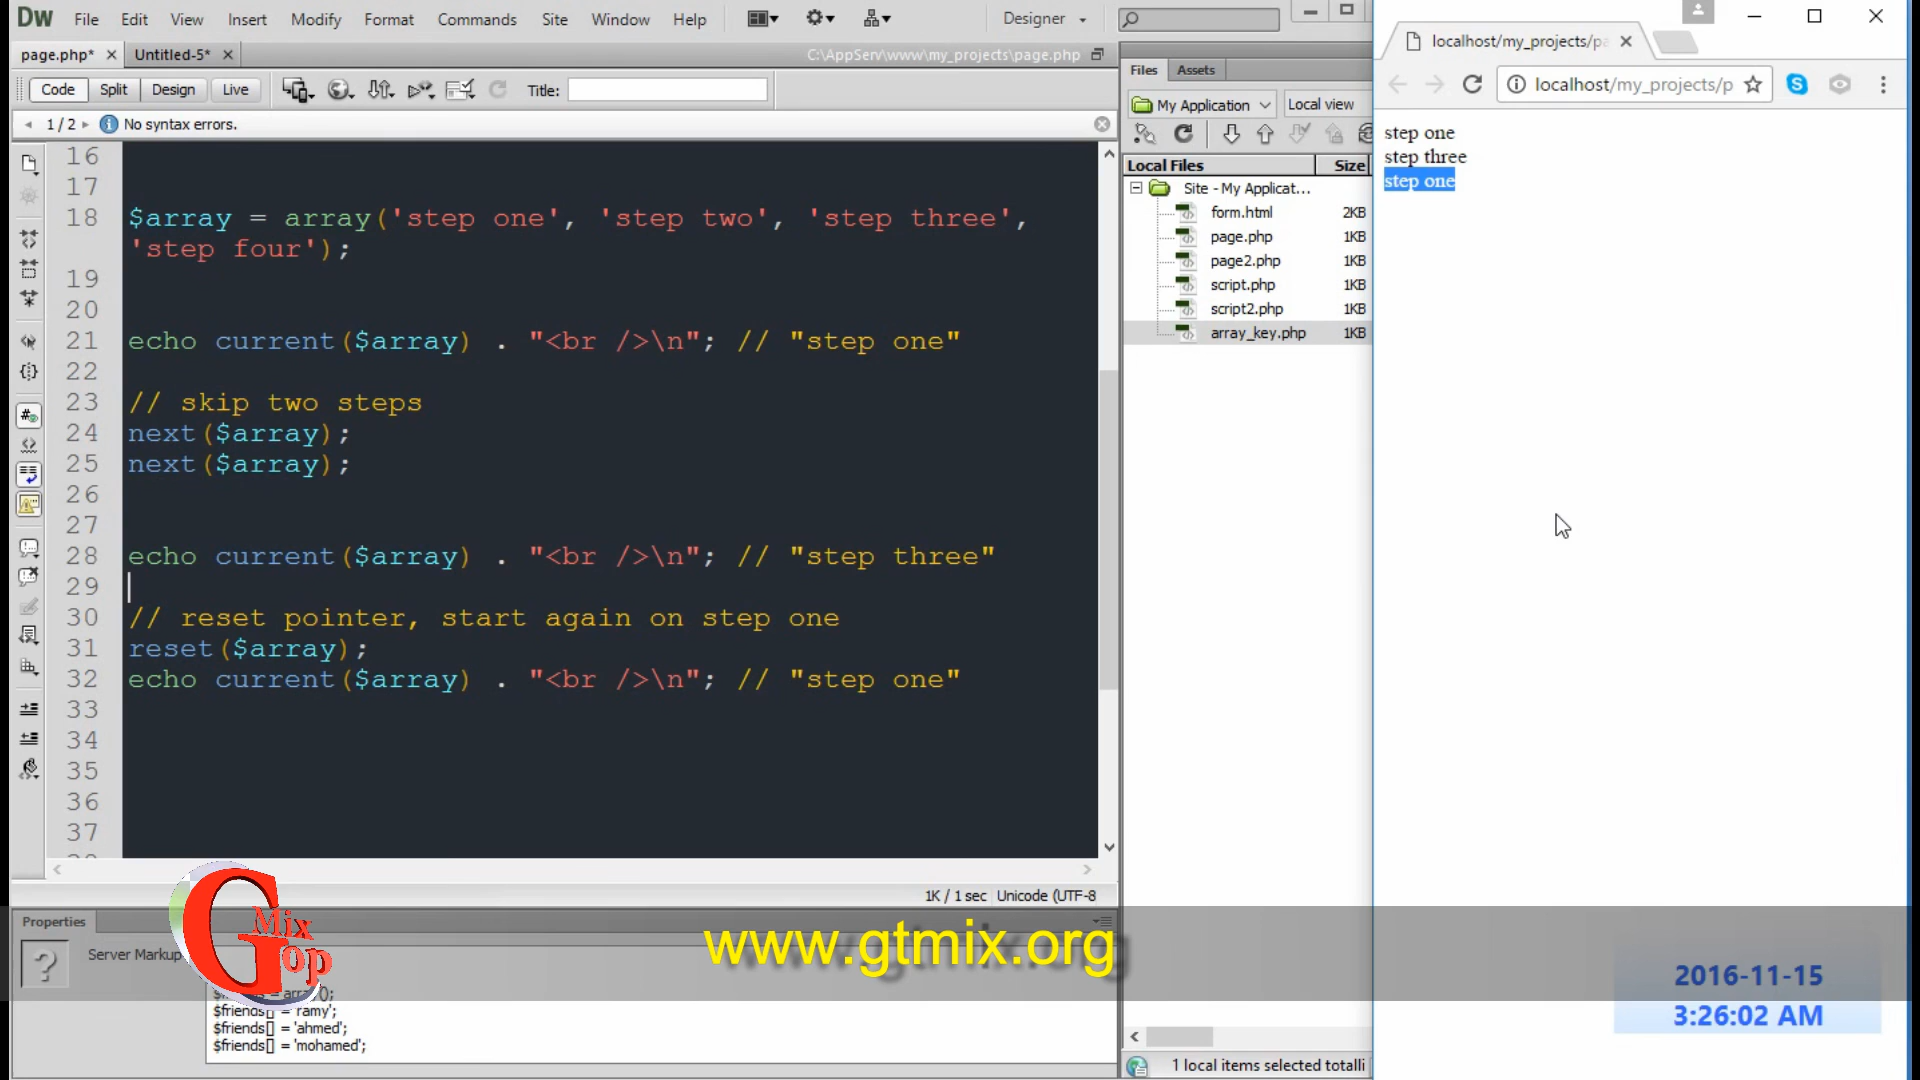 Dw File Edit View Insert Modify Format Commands Site Window Help Designer
page.php* Untitled-5* C:\AppServ\www\my_projects\page.php
Code Split Design Live Title:
1 / 2 No syntax errors.
16
17
18 $array = array('step one', 'step two', 'step three',
'step four');
19
20
21 echo current($array) . "<br />\n"; // "step one"
22
23 // skip two steps
24 next($array);
25 next($array);
26
27
28 echo current($array) . "<br />\n"; // "step three"
29
30 // reset pointer, start again on step one
31 reset($array);
32 echo current($array) . "<br />\n"; // "step one"
33
34
35
36
37
1K / 1 sec Unicode (UTF-8
Properties
Server Markup
$friends[] = 'ramy';
$friends[] = 'ahmed';
$friends[] = 'mohamed';
G Mix Top
www.gtmix.org
Files Assets
My Application Local view
Local Files Size
Site - My Applicat...
form.html 2KB
page.php 1KB
page2.php 1KB
script.php 1KB
script2.php 1KB
array_key.php 1KB
1 local items selected totalli
localhost/my_projects/pa
localhost/my_projects/p
step one
step three
step one
2016-11-15
3:26:02 AM